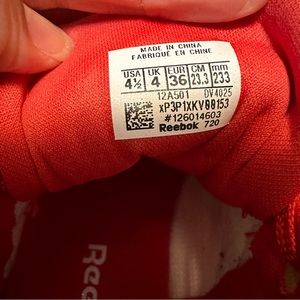 MADE IN CHINA
FABRIQUÉ EN CHINE
USA UK EUR CM mm
4½ 4 36 23.3 233
12A501 DV4025
xP3P1XKV00153
#126014603
Reebok 720
Ree